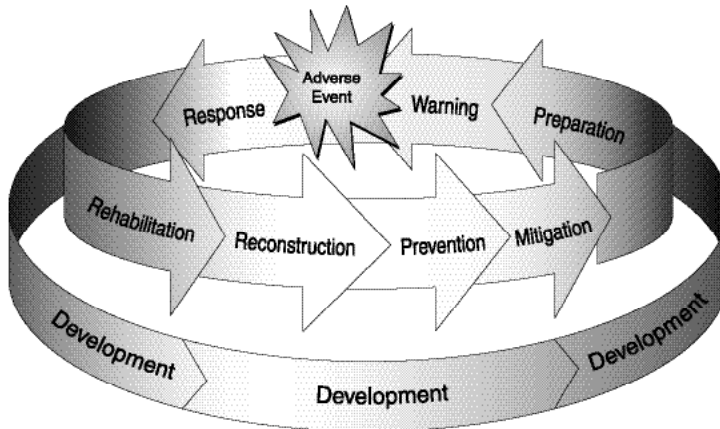 Adverse
Event
Response
Warning
Preparation
Rehabilitation
Reconstruction
Prevention
Mitigation
Development
Development
Development